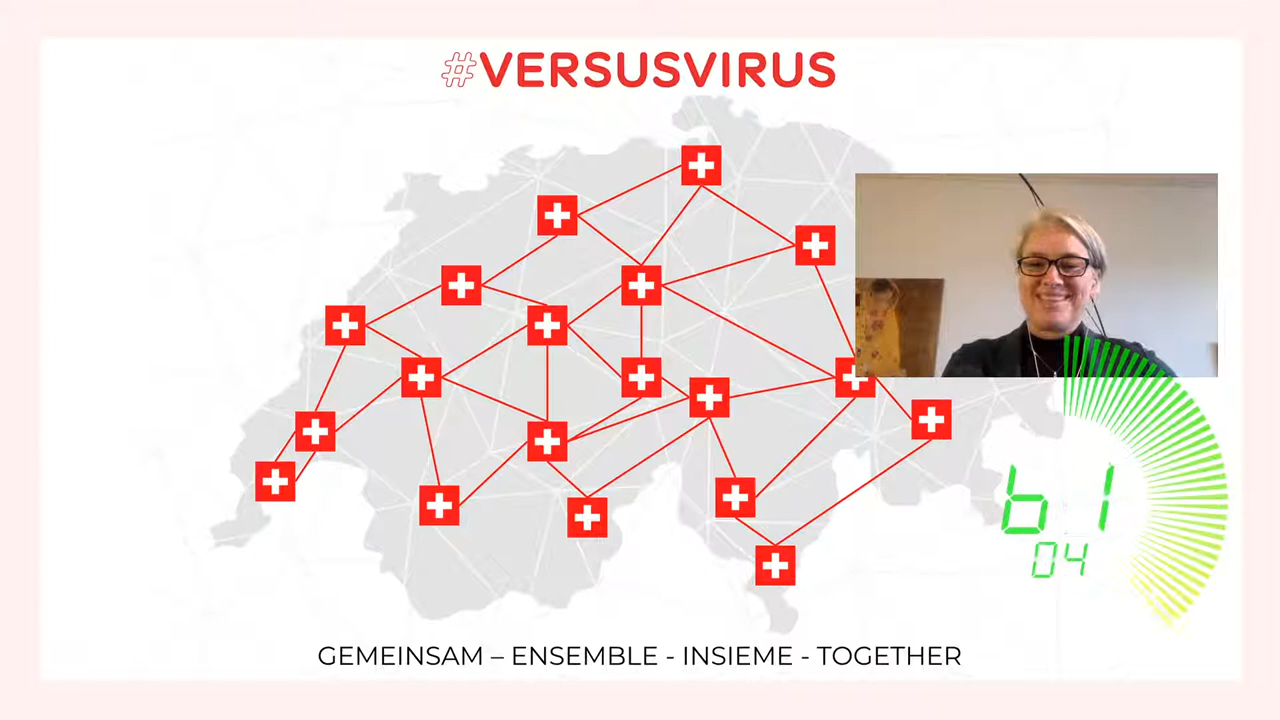 #VERSUSVIRUS
61
04
GEMEINSAM – ENSEMBLE - INSIEME - TOGETHER